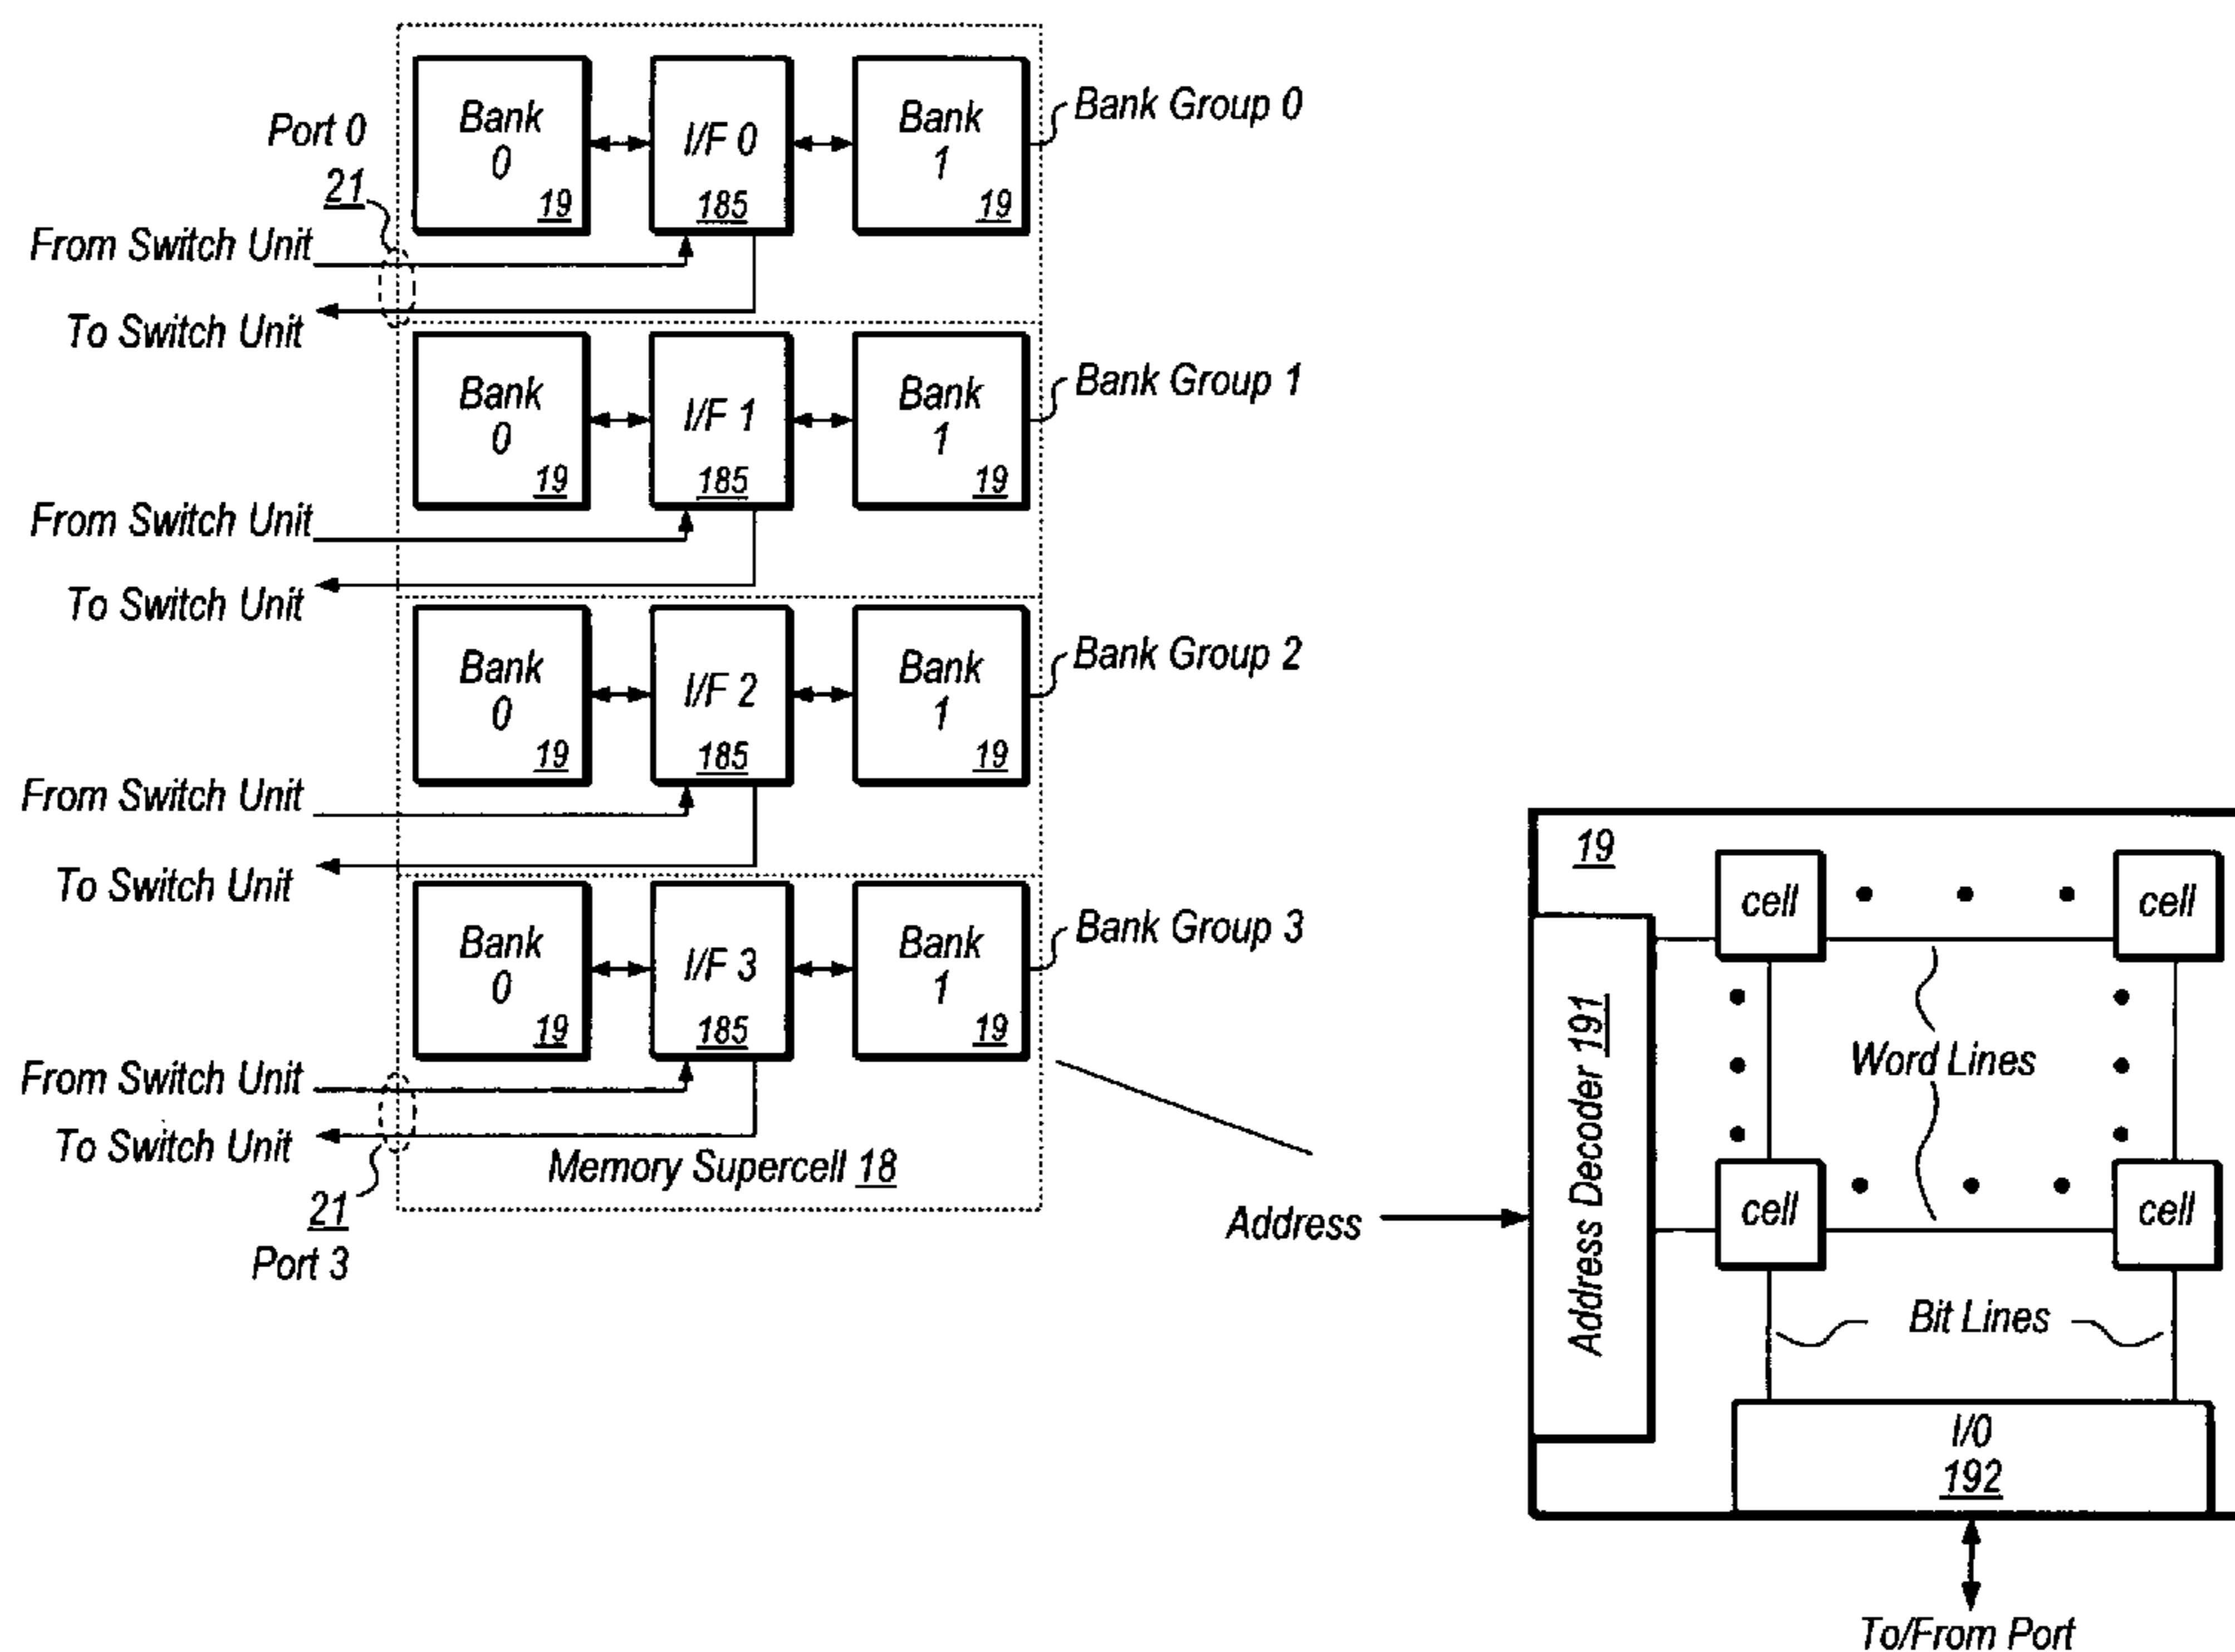 Port 0
21
From Switch Unit
To Switch Unit
Bank
0
19
I/F 0
185
Bank
1
19
Bank Group 0
From Switch Unit
To Switch Unit
Bank
0
19
I/F 1
185
Bank
1
19
Bank Group 1
From Switch Unit
To Switch Unit
Bank
0
19
I/F 2
185
Bank
1
19
Bank Group 2
From Switch Unit
To Switch Unit
Bank
0
19
I/F 3
185
Bank
1
19
Bank Group 3
21
Port 3
Memory Supercell 18
Address
19
Address Decoder 191
cell
cell
Word Lines
cell
cell
Bit Lines
I/0
192
To/From Port